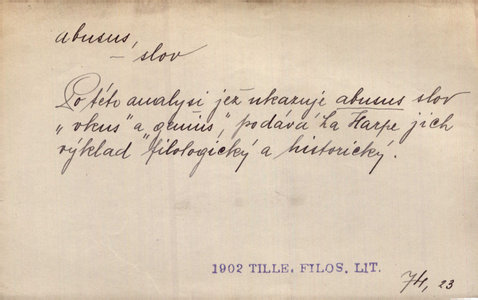 abusus,
— slov
Po této analysi jež ukazuje abusus slov
„vkus" a „genius", podává La Harpe jich
výklad filologický a historický.
1902 TILLE. FILOS. LIT.
74, 23